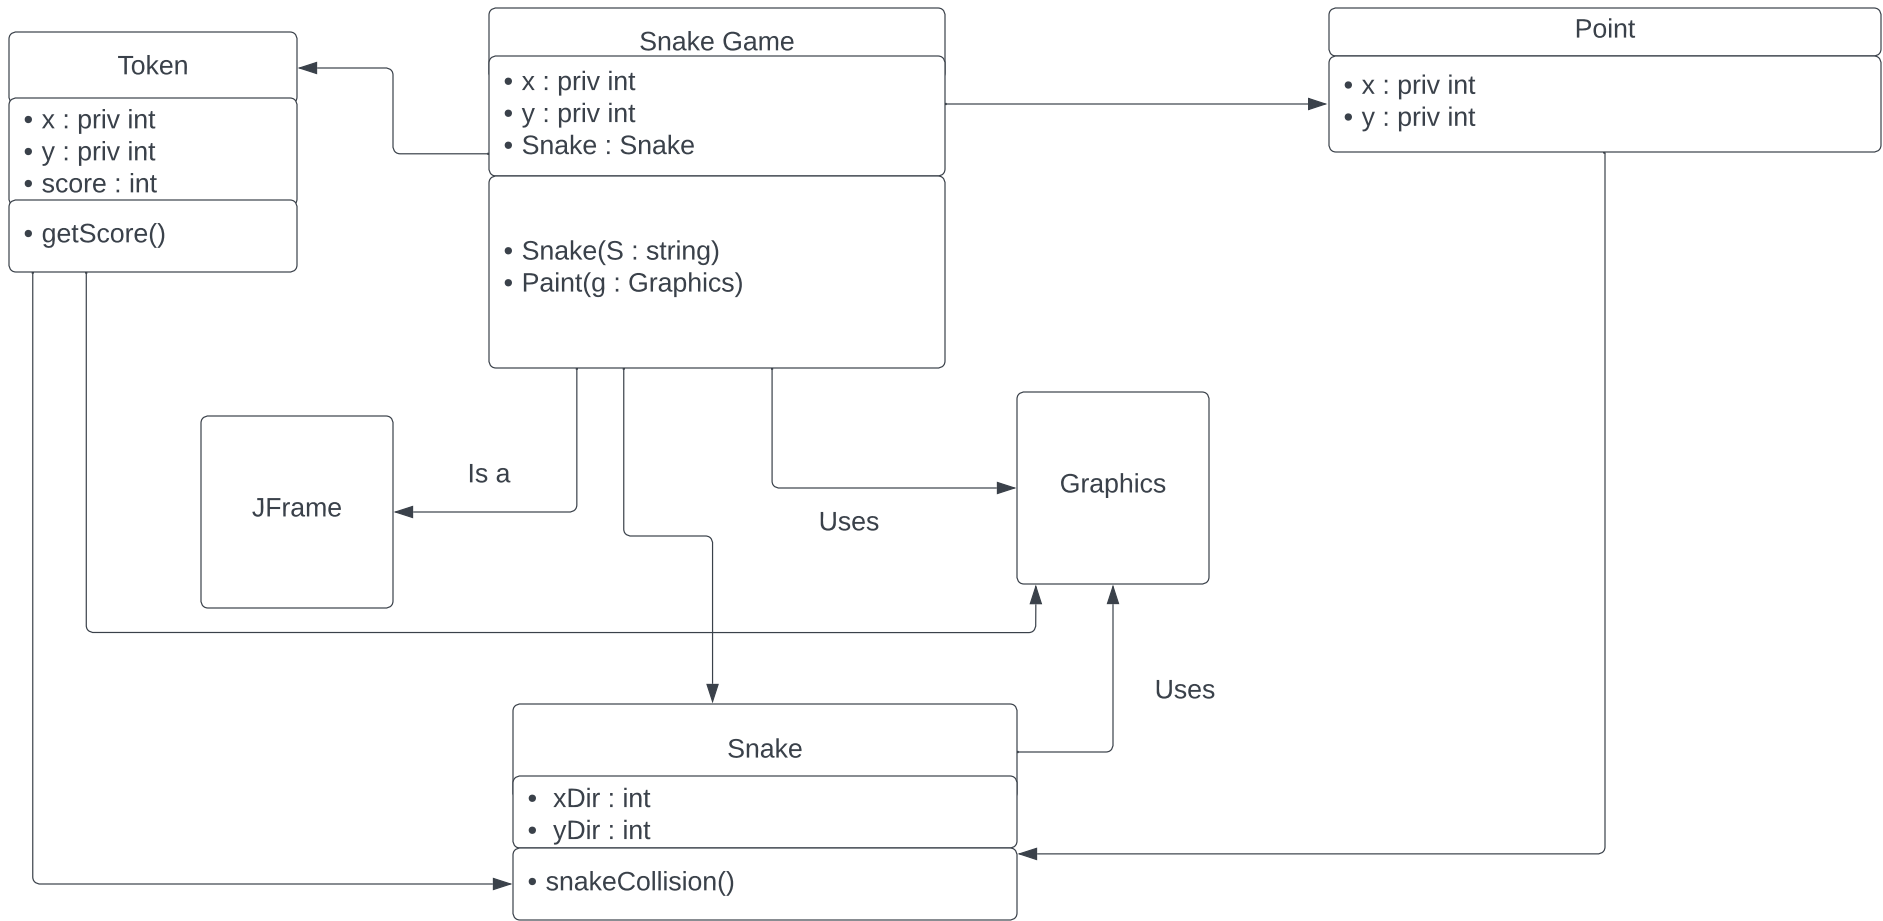 Token
• x : priv int
• y : priv int
• score : int
• getScore()
Snake Game
• x : priv int
• y : priv int
• Snake : Snake
• Snake(S : string)
• Paint(g : Graphics)
Point
• x : priv int
• y : priv int
JFrame
Is a
Uses
Graphics
Uses
Snake
• xDir : int
• yDir : int
• snakeCollision()